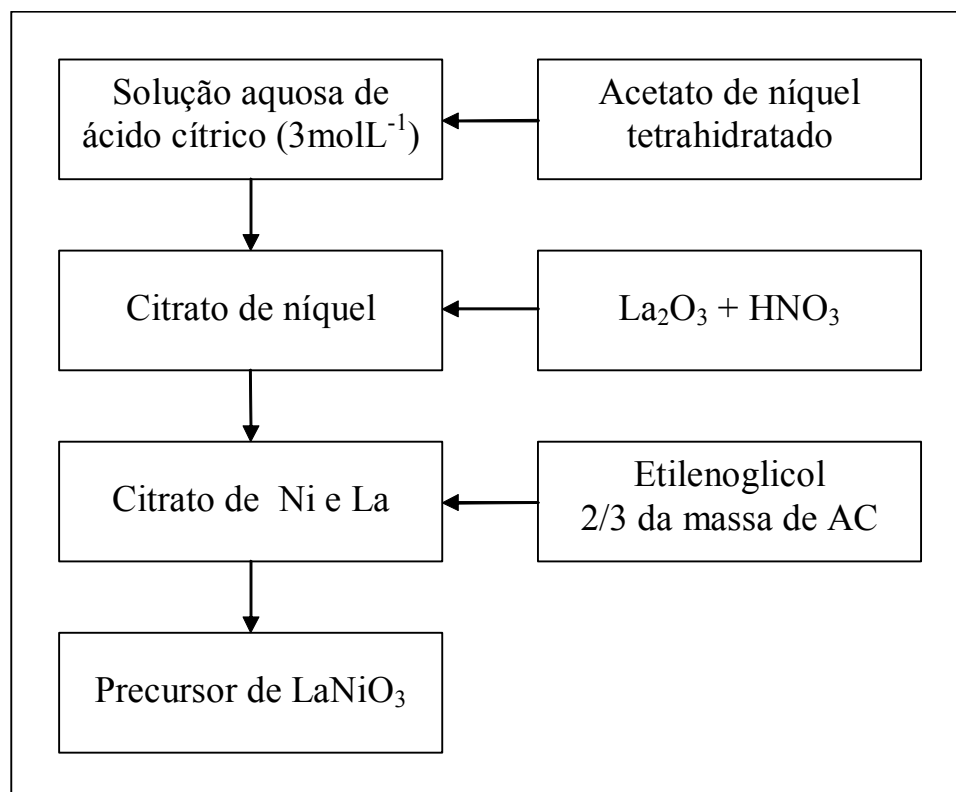 Solução aquosa de
ácido cítrico (3molL⁻¹)
Acetato de níquel
tetrahidratado
Citrato de níquel
La₂O₃ + HNO₃
Citrato de Ni e La
Etilenoglicol
2/3 da massa de AC
Precursor de LaNiO₃